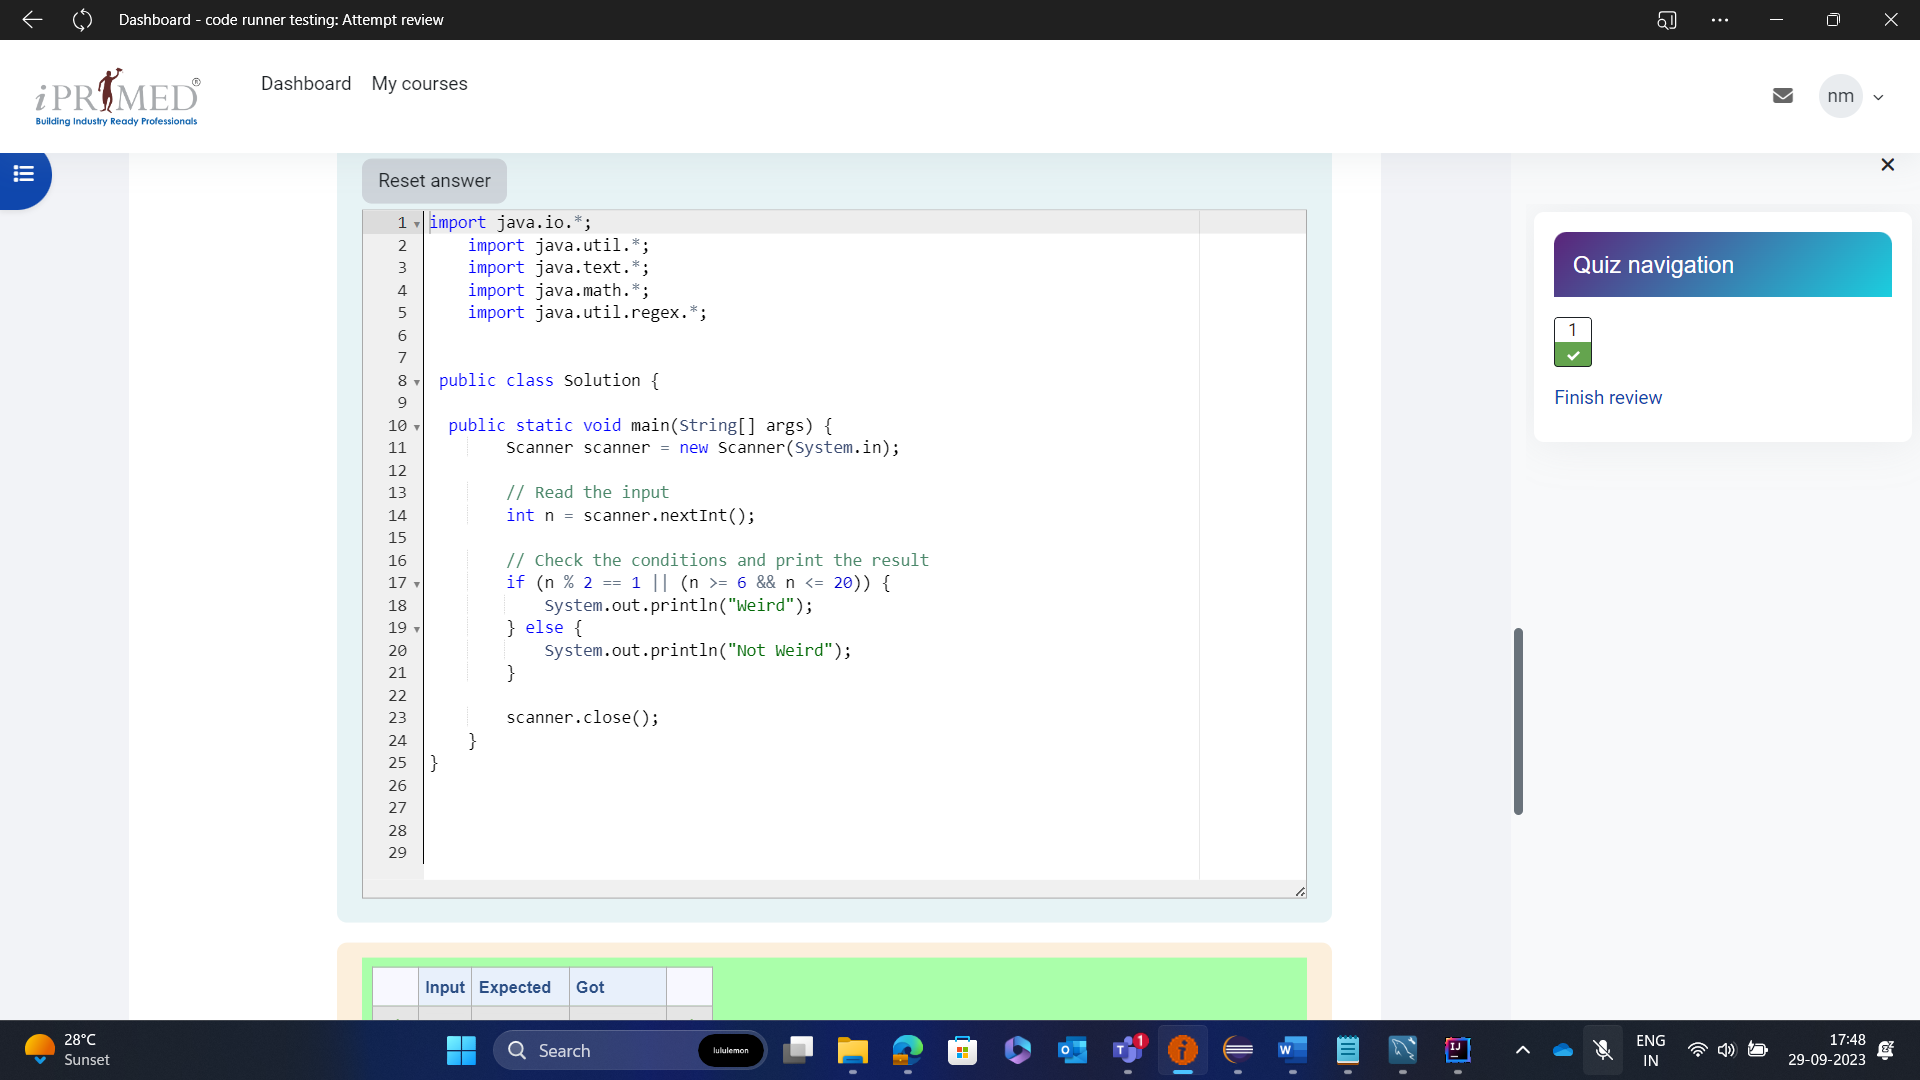 Dashboard - code runner testing: Attempt review
iPRIMED®
Building Industry Ready Professionals
Dashboard My courses
nm
Reset answer
1 import java.io.*;
2 import java.util.*;
3 import java.text.*;
4 import java.math.*;
5 import java.util.regex.*;
6
7
8 public class Solution {
9
10 public static void main(String[] args) {
11 Scanner scanner = new Scanner(System.in);
12
13 // Read the input
14 int n = scanner.nextInt();
15
16 // Check the conditions and print the result
17 if (n % 2 == 1 || (n >= 6 && n <= 20)) {
18 System.out.println("Weird");
19 } else {
20 System.out.println("Not Weird");
21 }
22
23 scanner.close();
24 }
25 }
26
27
28
29
Quiz navigation
1
Finish review
Input Expected Got
28°C
Sunset
Search
lululemon
1
ENG
IN
17:48
29-09-2023